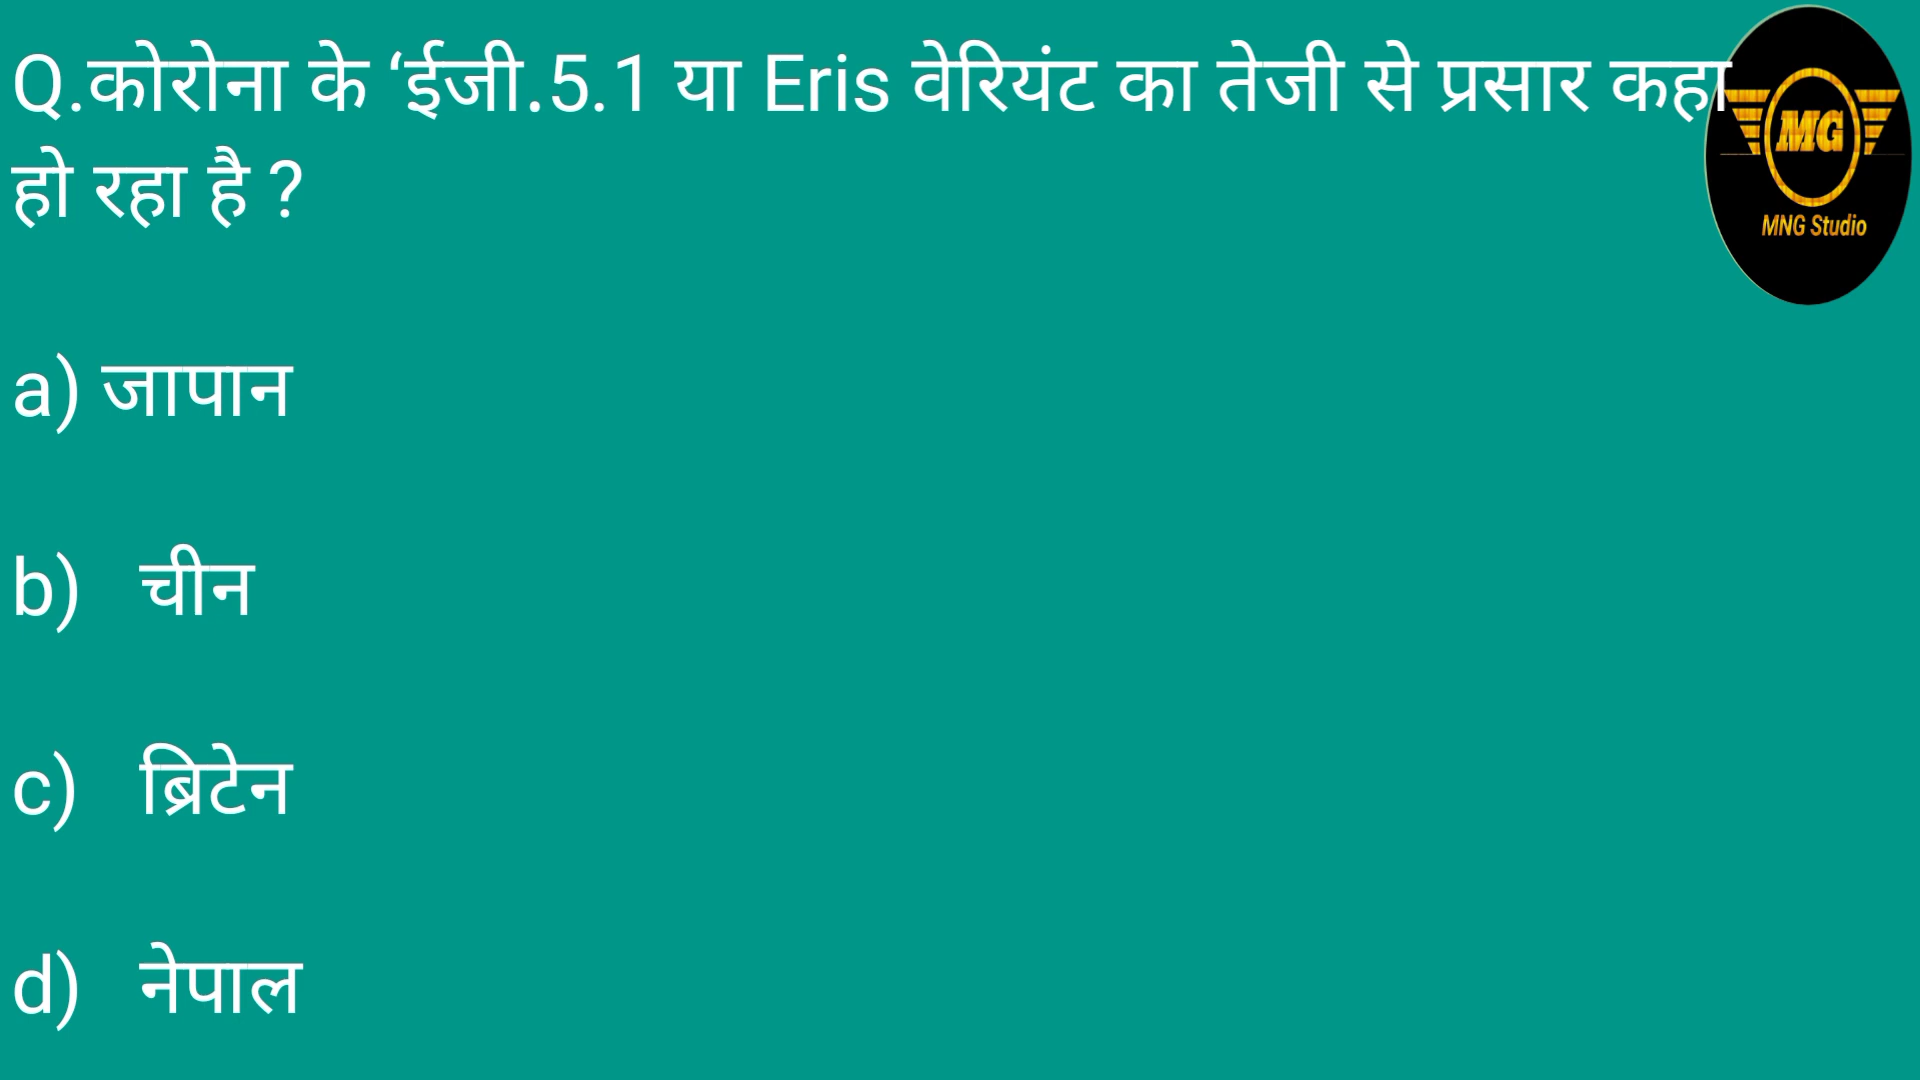 Q.कोरोना के ‘ईजी.5.1 या Eris वेरियंट का तेजी से प्रसार कहा
हो रहा है ?
MG
MNG Studio
a) जापान
b) चीन
c) ब्रिटेन
d) नेपाल